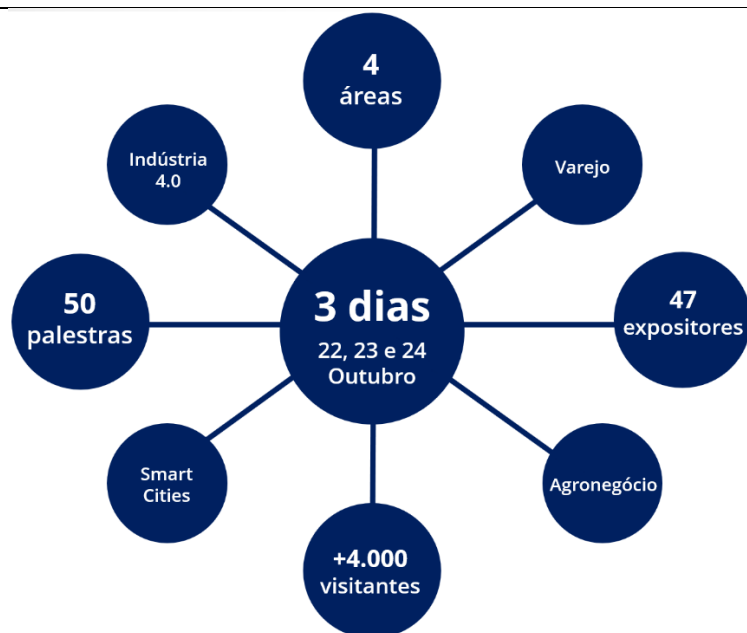 4
áreas
Indústria
4.0
Varejo
50
palestras
3 dias
22, 23 e 24
Outubro
47
expositores
Smart
Cities
Agronegócio
+4.000
visitantes